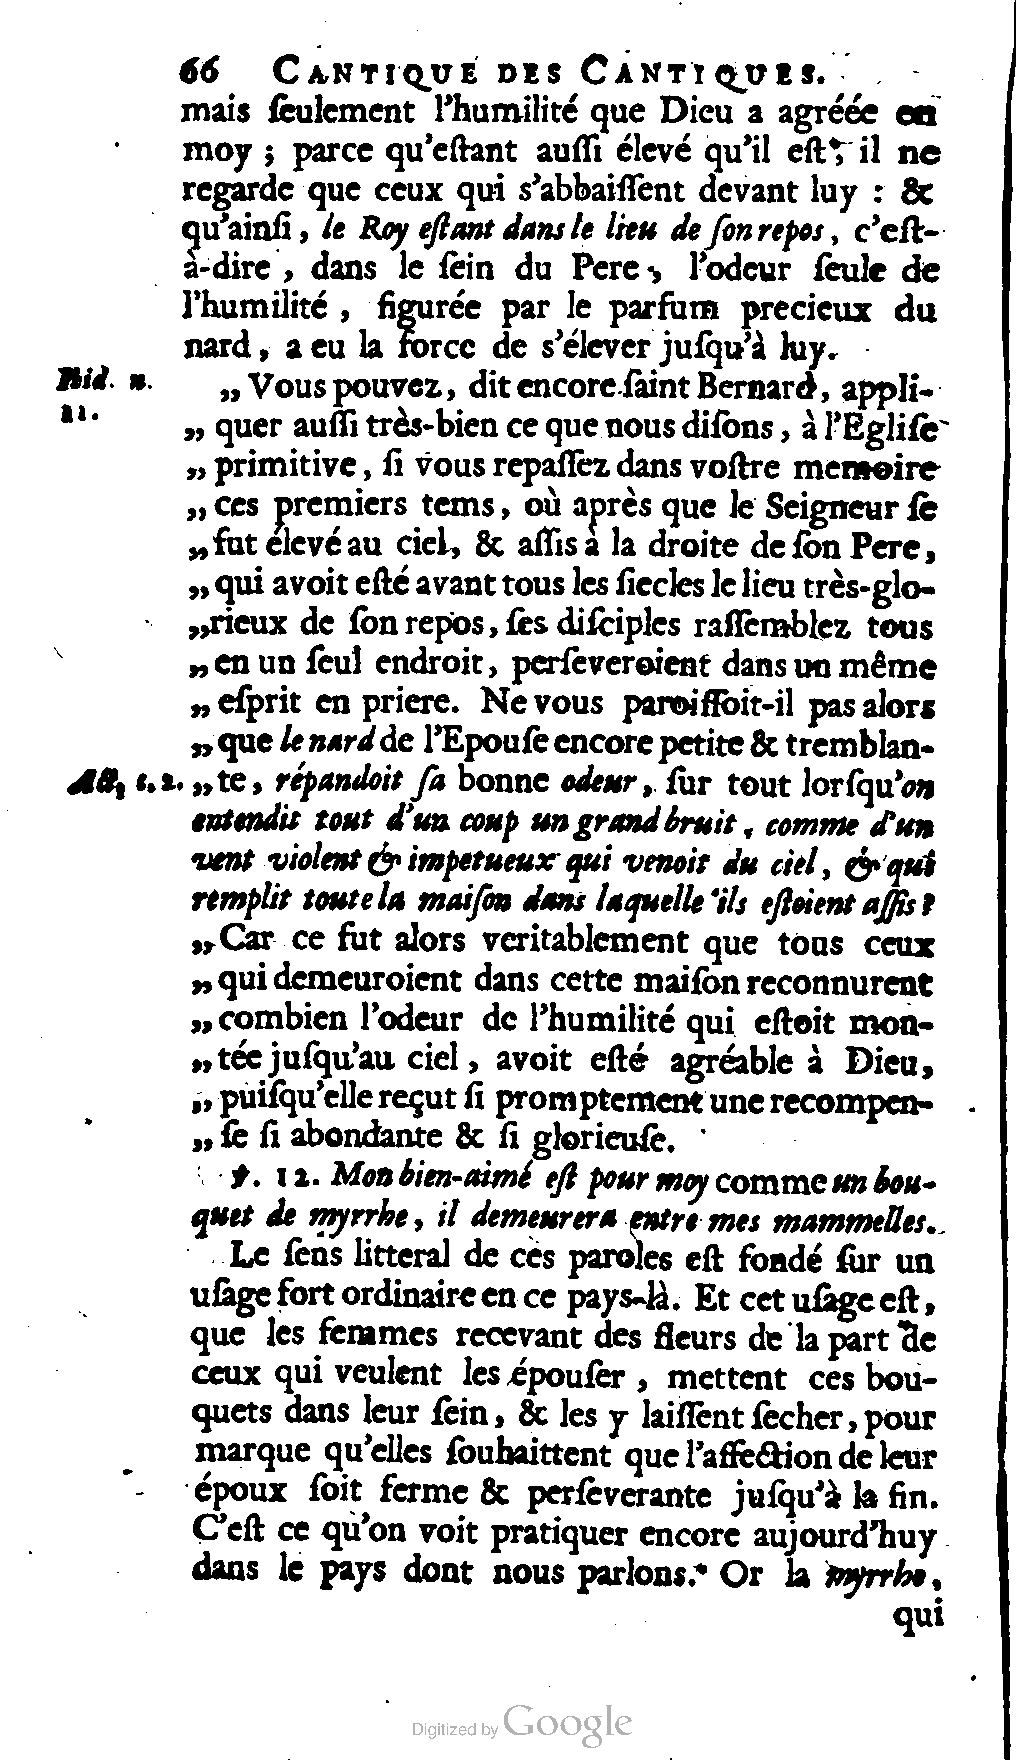 66 CANTIQUE DES CANTIQUES.
mais ſeulement l'humilité que Dieu a agréée en
moy ; parce qu'eſtant auſſi élevé qu'il eſt, il ne
regarde que ceux qui s'abbaiſſent devant luy : &
qu'ainſi, le Roy eſtant dans le lieu de ſon repos, c'eſt-
à-dire, dans le ſein du Pere, l'odeur ſeule de
l'humilité, figurée par le parfum precieux du
nard, a eu la force de s'élever juſqu'à luy.
Ibid. n. „ Vous pouvez, dit encore ſaint Bernard, appli-
11. „ quer auſſi très-bien ce que nous diſons, à l'Egliſe
„ primitive, ſi vous repaſſez dans voſtre memoire
„ ces premiers tems, où après que le Seigneur ſe
„ fut élevé au ciel, & aſſis à la droite de ſon Pere,
„ qui avoit eſté avant tous les ſiecles le lieu très-glo-
„ rieux de ſon repos, ſes diſciples raſſemblez tous
„ en un ſeul endroit, perſeveroient dans un même
„ eſprit en priere. Ne vous paroiſſoit-il pas alors
„ que le nard de l'Epouſe encore petite & tremblan-
Act, 1. 2. „ te, répandoit ſa bonne odeur, ſur tout lorſqu'on
entendit tout d'un coup un grand bruit, comme d'un
vent violent & impetueux qui venoit du ciel, & qui
remplit toute la maiſon dans laquelle ils eſtoient aſſis ?
„ Car ce fut alors veritablement que tous ceux
„ qui demeuroient dans cette maiſon reconnurent
„ combien l'odeur de l'humilité qui eſtoit mon-
„ tée juſqu'au ciel, avoit eſté agréable à Dieu,
„ puiſqu'elle reçut ſi promptement une recompen-
„ ſe ſi abondante & ſi glorieuſe.
℣. 12. Mon bien-aimé eſt pour moy comme un bou-
quet de myrrhe, il demeurera entre mes mammelles.
Le ſens litteral de ces paroles eſt fondé ſur un
uſage fort ordinaire en ce pays-là. Et cet uſage eſt,
que les femmes recevant des fleurs de la part de
ceux qui veulent les épouſer, mettent ces bou-
quets dans leur ſein, & les y laiſſent ſecher, pour
marque qu'elles ſouhaittent que l'affection de leur
époux ſoit ferme & perſeverante juſqu'à la fin.
C'eſt ce qu'on voit pratiquer encore aujourd'huy
dans le pays dont nous parlons. Or la myrrhe,
qui
Digitized by Google